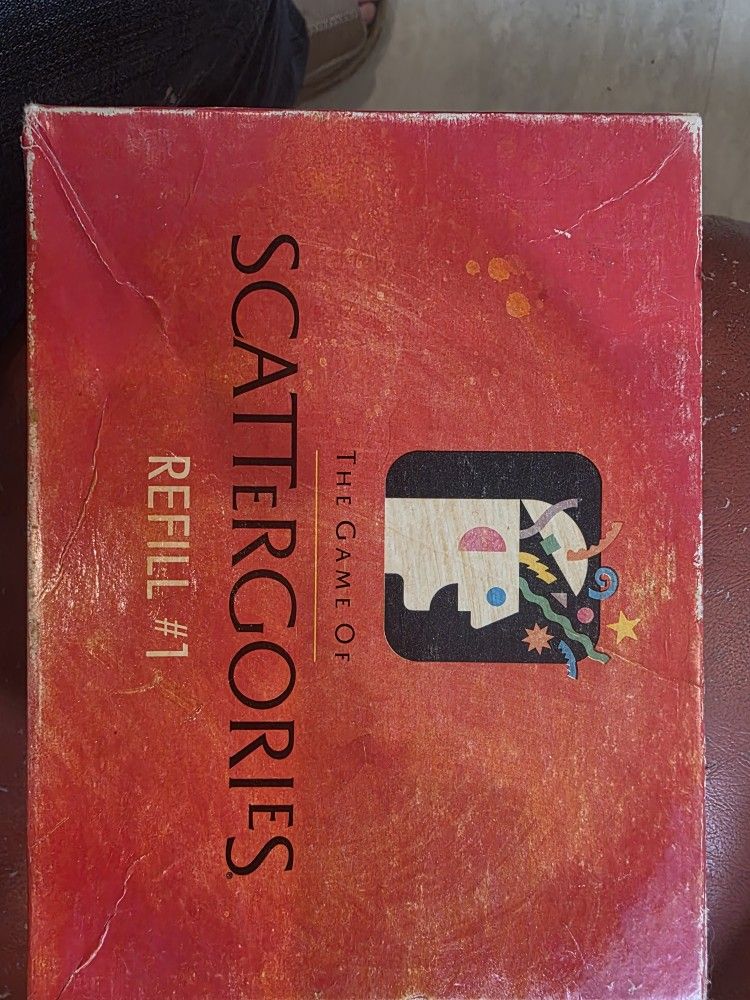 THE GAME OF
SCATTERGORIES®
REFILL #1